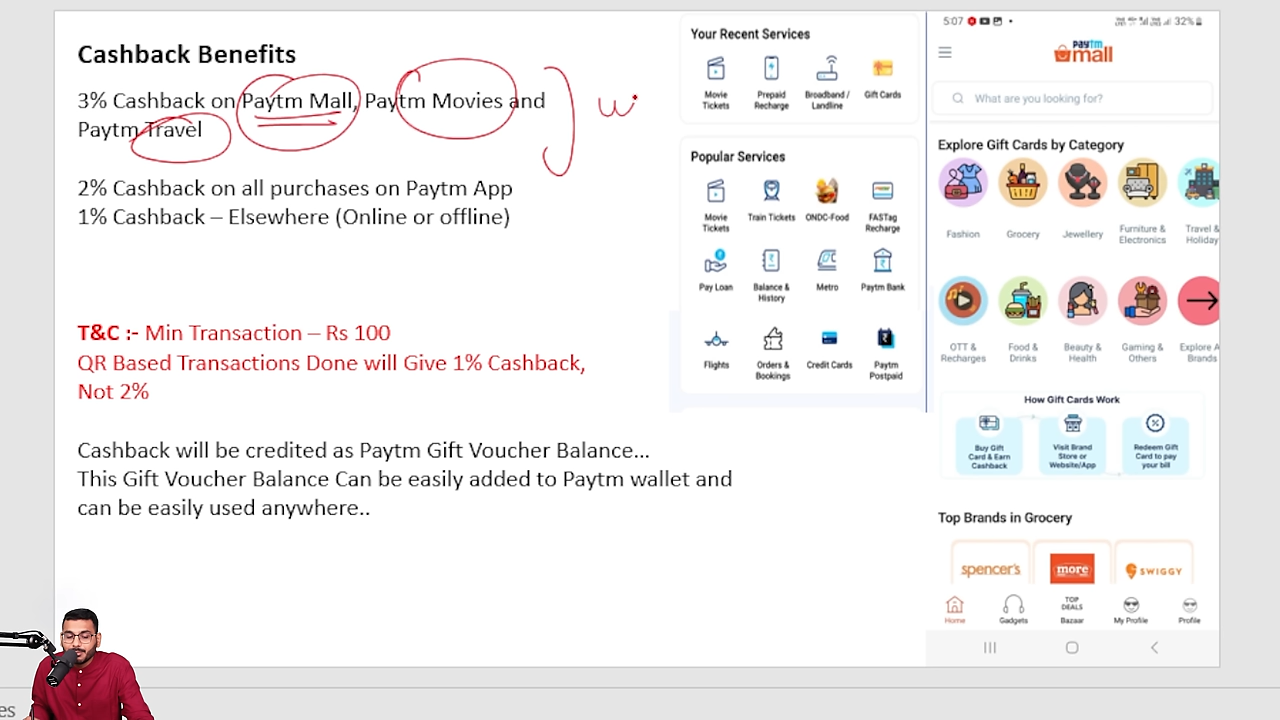 Cashback Benefits
3% Cashback on Paytm Mall, Paytm Movies and
Paytm Travel
2% Cashback on all purchases on Paytm App
1% Cashback – Elsewhere (Online or offline)
T&C :- Min Transaction – Rs 100
QR Based Transactions Done will Give 1% Cashback,
Not 2%
Cashback will be credited as Paytm Gift Voucher Balance...
This Gift Voucher Balance Can be easily added to Paytm wallet and
can be easily used anywhere..
Your Recent Services
Movie Tickets
Prepaid Recharge
Broadband / Landline
Gift Cards
Popular Services
Movie Tickets
Train Tickets
ONDC-Food
FASTag Recharge
Pay Loan
Balance & History
Metro
Paytm Bank
Flights
Orders & Bookings
Credit Cards
Paytm Postpaid
5:07
32%
paytm
mall
What are you looking for?
Explore Gift Cards by Category
Fashion
Grocery
Jewellery
Furniture & Electronics
Travel & Holiday
OTT & Recharges
Food & Drinks
Beauty & Health
Gaming & Others
Explore A
Brands
How Gift Cards Work
Buy Gift Card & Earn Cashback
Visit Brand Store or Website/App
Redeem Gift Card to pay your bill
Top Brands in Grocery
spencer's
more
SWIGGY
Home
Gadgets
TOP DEALS
Bazaar
My Profile
Profile
es